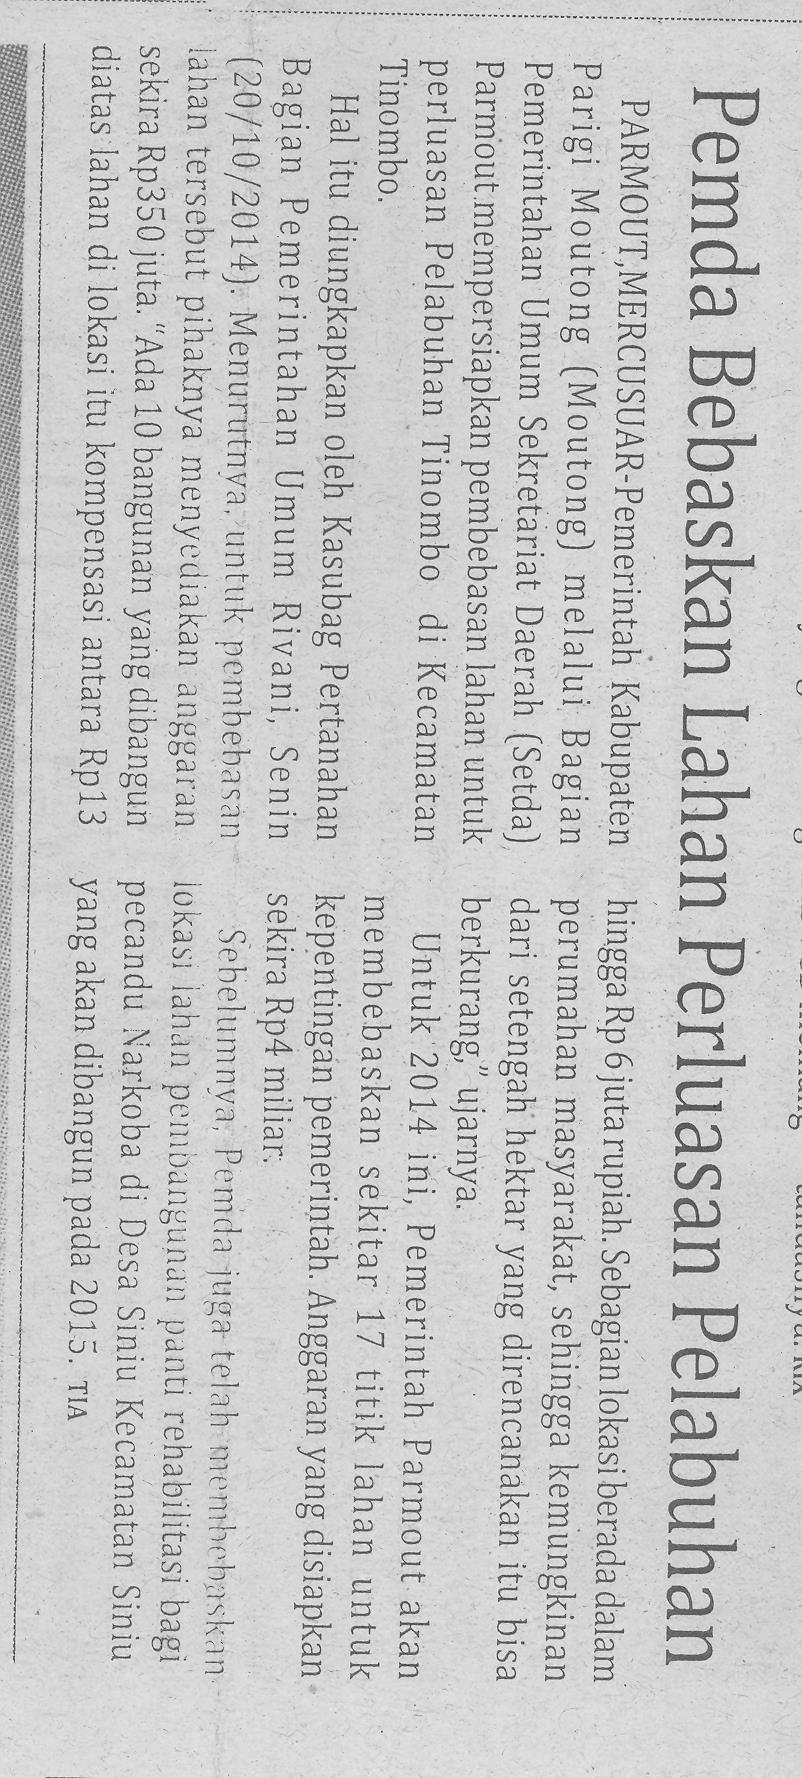 Pemda Bebaskan Lahan Perluasan Pelabuhan
PARMOUT,MERCUSUAR-Pemerintah Kabupaten
Parigi Moutong (Moutong) melalui Bagian
Pemerintahan Umum Sekretariat Daerah (Setda)
Parmout mempersiapkan pembebasan lahan untuk
perluasan Pelabuhan Tinombo di Kecamatan
Tinombo.
Hal itu diungkapkan oleh Kasubag Pertanahan
Bagian Pemerintahan Umum Rivani, Senin
(20/10/2014). Menurutnya, untuk pembebasan
lahan tersebut pihaknya menyediakan anggaran
sekira Rp350 juta. “Ada 10 bangunan yang dibangun
diatas lahan di lokasi itu kompensasi antara Rp13
hingga Rp 6 juta rupiah. Sebagian lokasi berada dalam
perumahan masyarakat, sehingga kemungkinan
dari setengah hektar yang direncanakan itu bisa
berkurang,” ujarnya.
Untuk 2014 ini, Pemerintah Parmout akan
membebaskan sekitar 17 titik lahan untuk
kepentingan pemerintah. Anggaran yang disiapkan
sekira Rp4 miliar.
Sebelumnya, Pemda juga telah membebaskan
lokasi lahan pembangunan panti rehabilitasi bagi
pecandu Narkoba di Desa Siniu Kecamatan Siniu
yang akan dibangun pada 2015. TIA